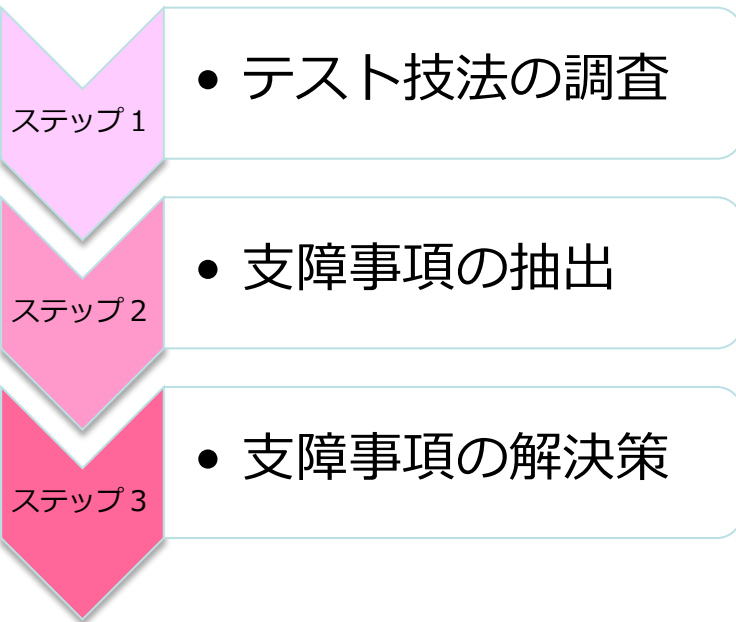 ステップ１
• テスト技法の調査
ステップ２
• 支障事項の抽出
ステップ３
• 支障事項の解決策